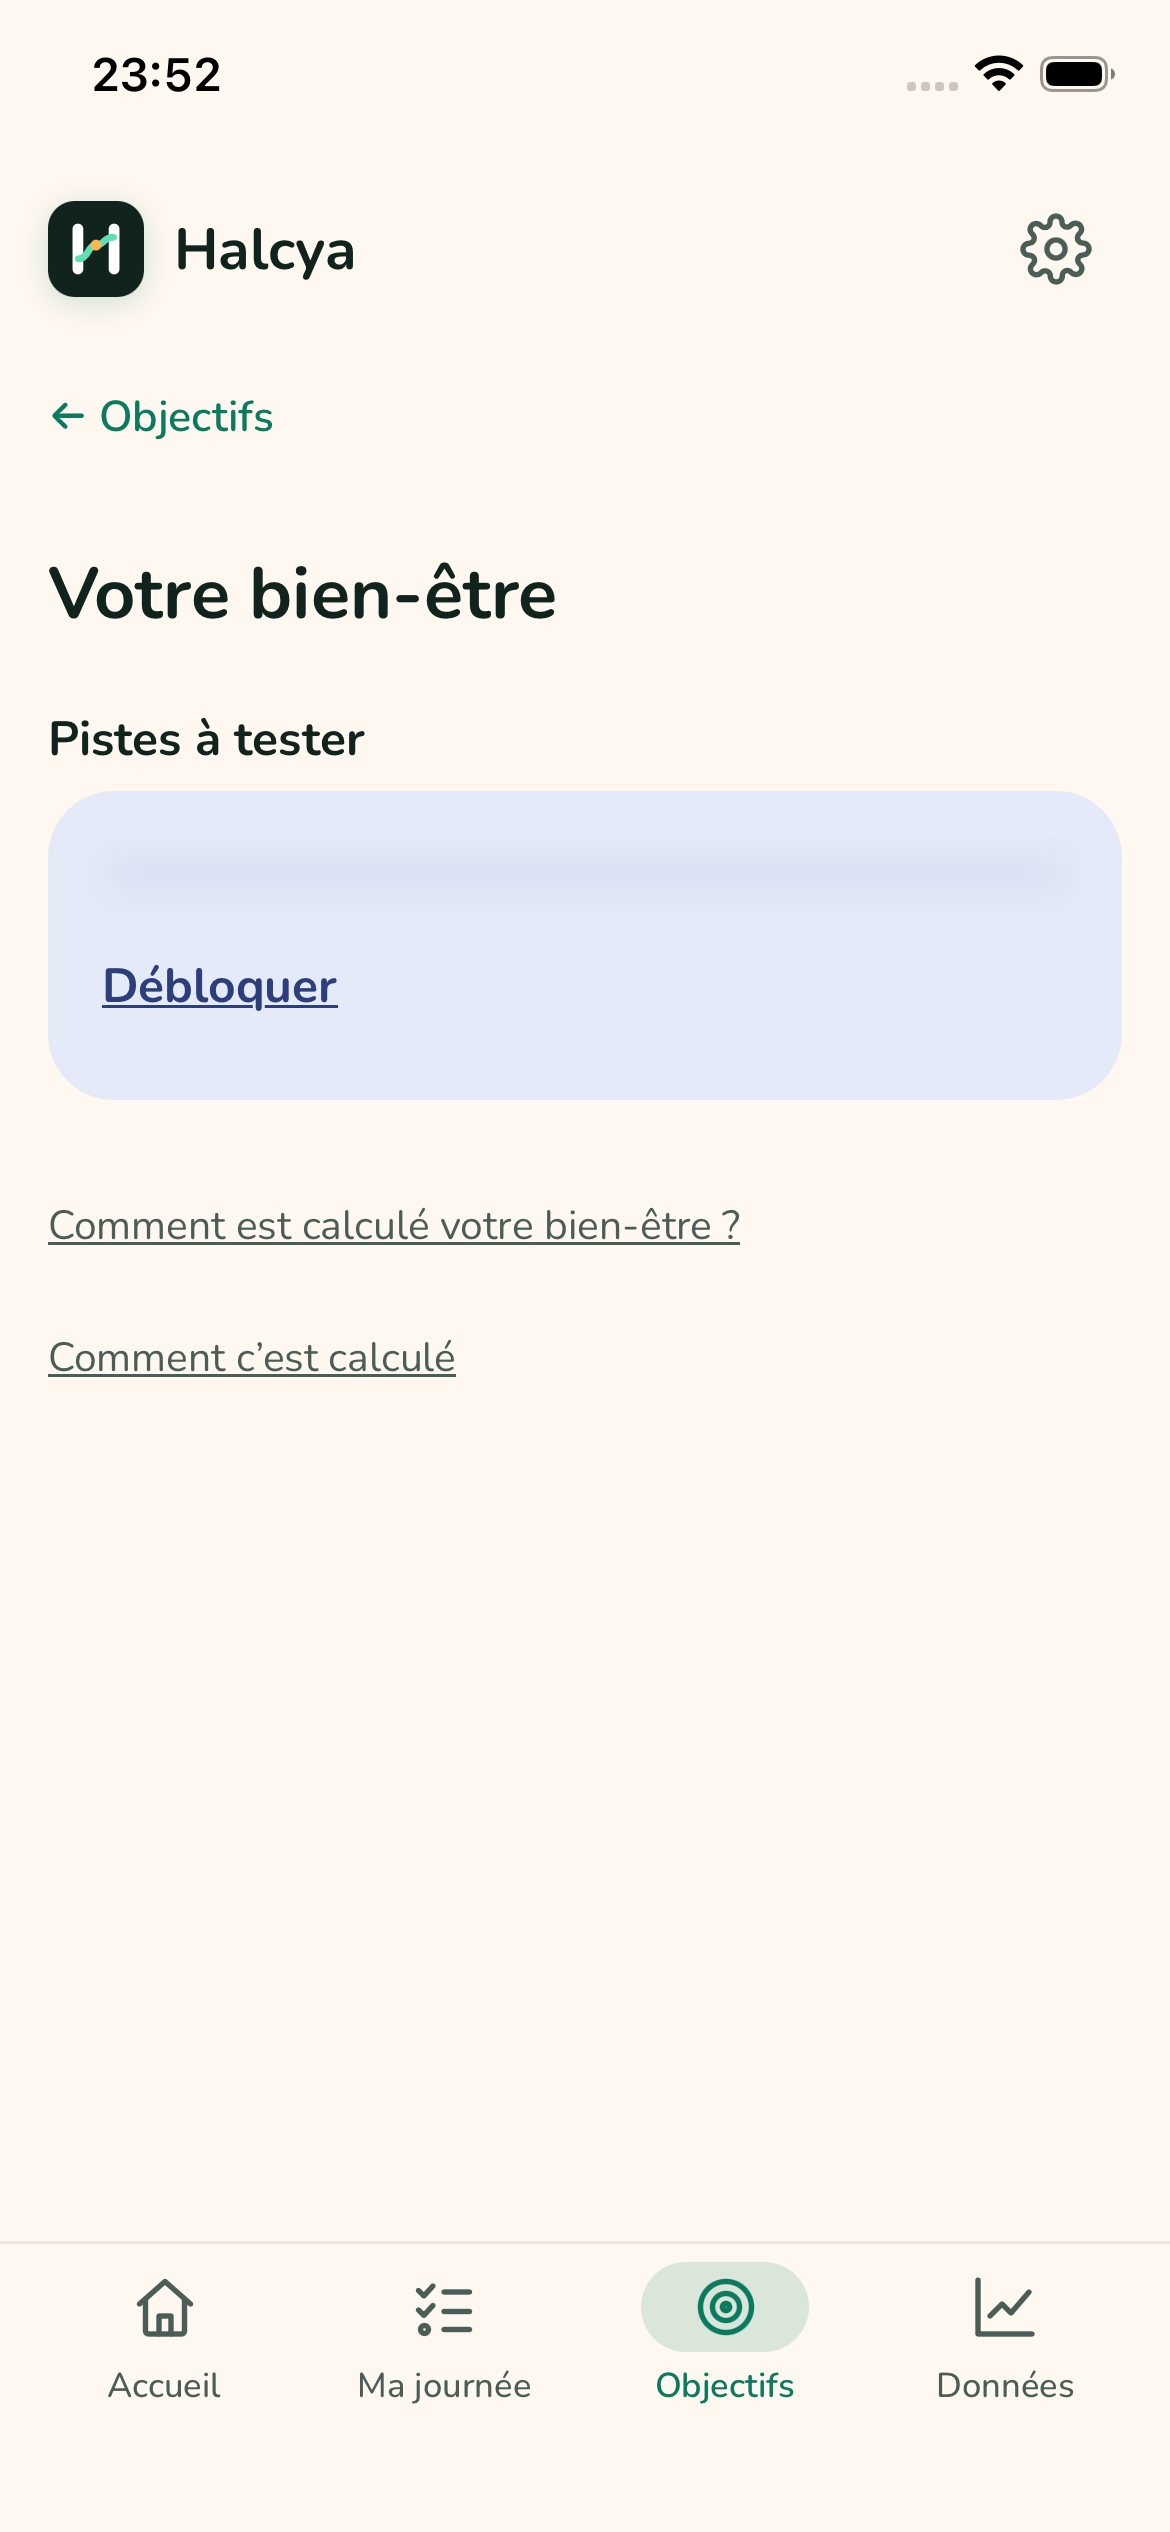 23:52
Halcya
← Objectifs
Votre bien-être
Pistes à tester
Débloquer
Comment est calculé votre bien-être ?
Comment c’est calculé
Accueil
Ma journée
Objectifs
Données